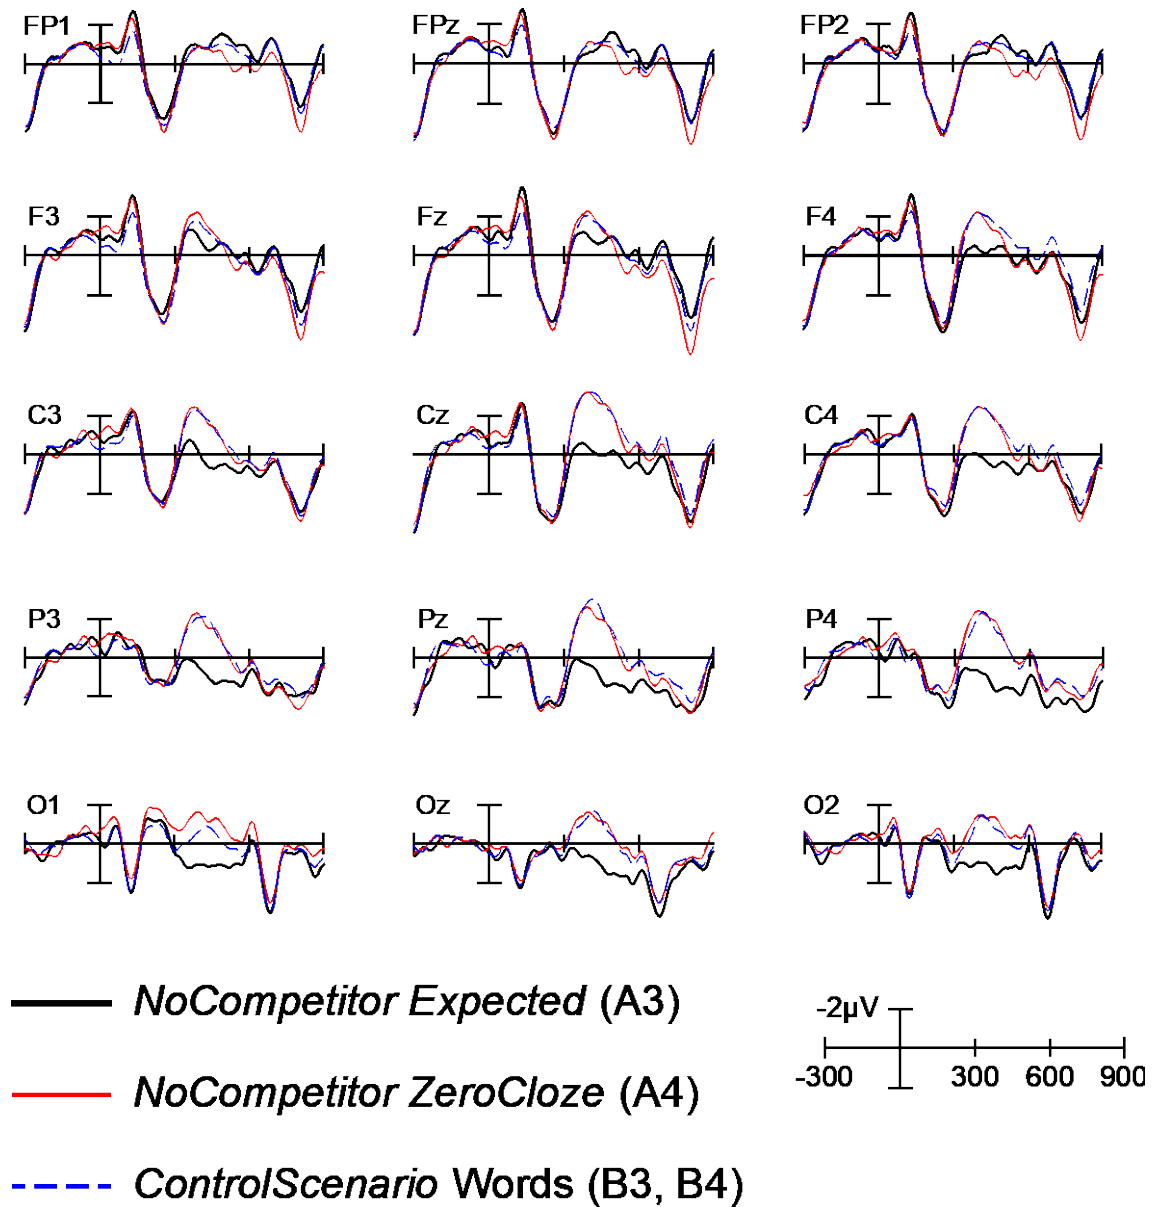 FP1 FPz FP2
F3 Fz F4
C3 Cz C4
P3 Pz P4
O1 Oz O2
NoCompetitor Expected (A3)
-2µV
-300 300 600 900
NoCompetitor ZeroCloze (A4)
ControlScenario Words (B3, B4)